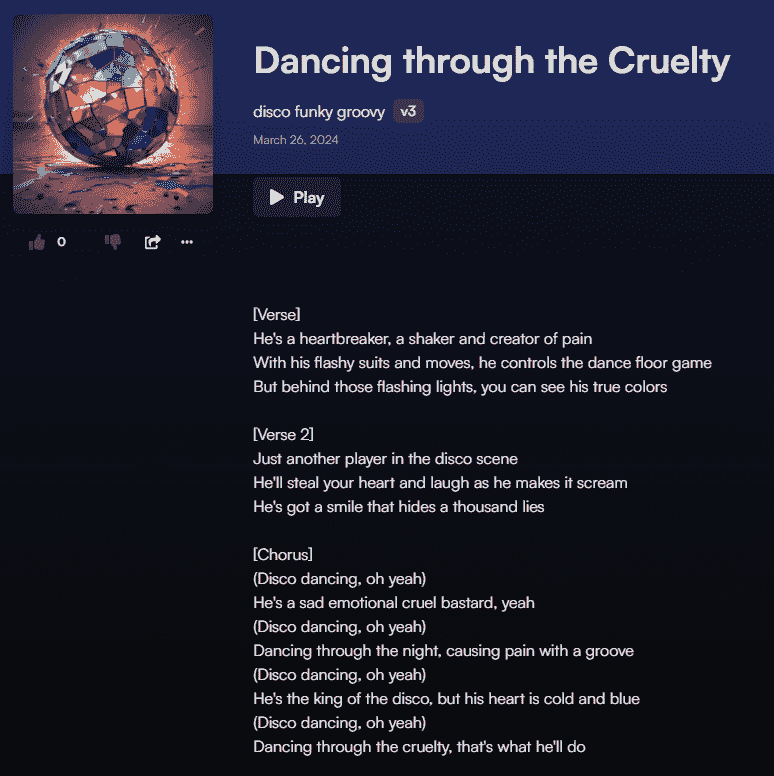 Dancing through the Cruelty
disco funky groovy v3
March 26, 2024
Play
0
[Verse]
He's a heartbreaker, a shaker and creator of pain
With his flashy suits and moves, he controls the dance floor game
But behind those flashing lights, you can see his true colors
[Verse 2]
Just another player in the disco scene
He'll steal your heart and laugh as he makes it scream
He's got a smile that hides a thousand lies
[Chorus]
(Disco dancing, oh yeah)
He's a sad emotional cruel bastard, yeah
(Disco dancing, oh yeah)
Dancing through the night, causing pain with a groove
(Disco dancing, oh yeah)
He's the king of the disco, but his heart is cold and blue
(Disco dancing, oh yeah)
Dancing through the cruelty, that's what he'll do